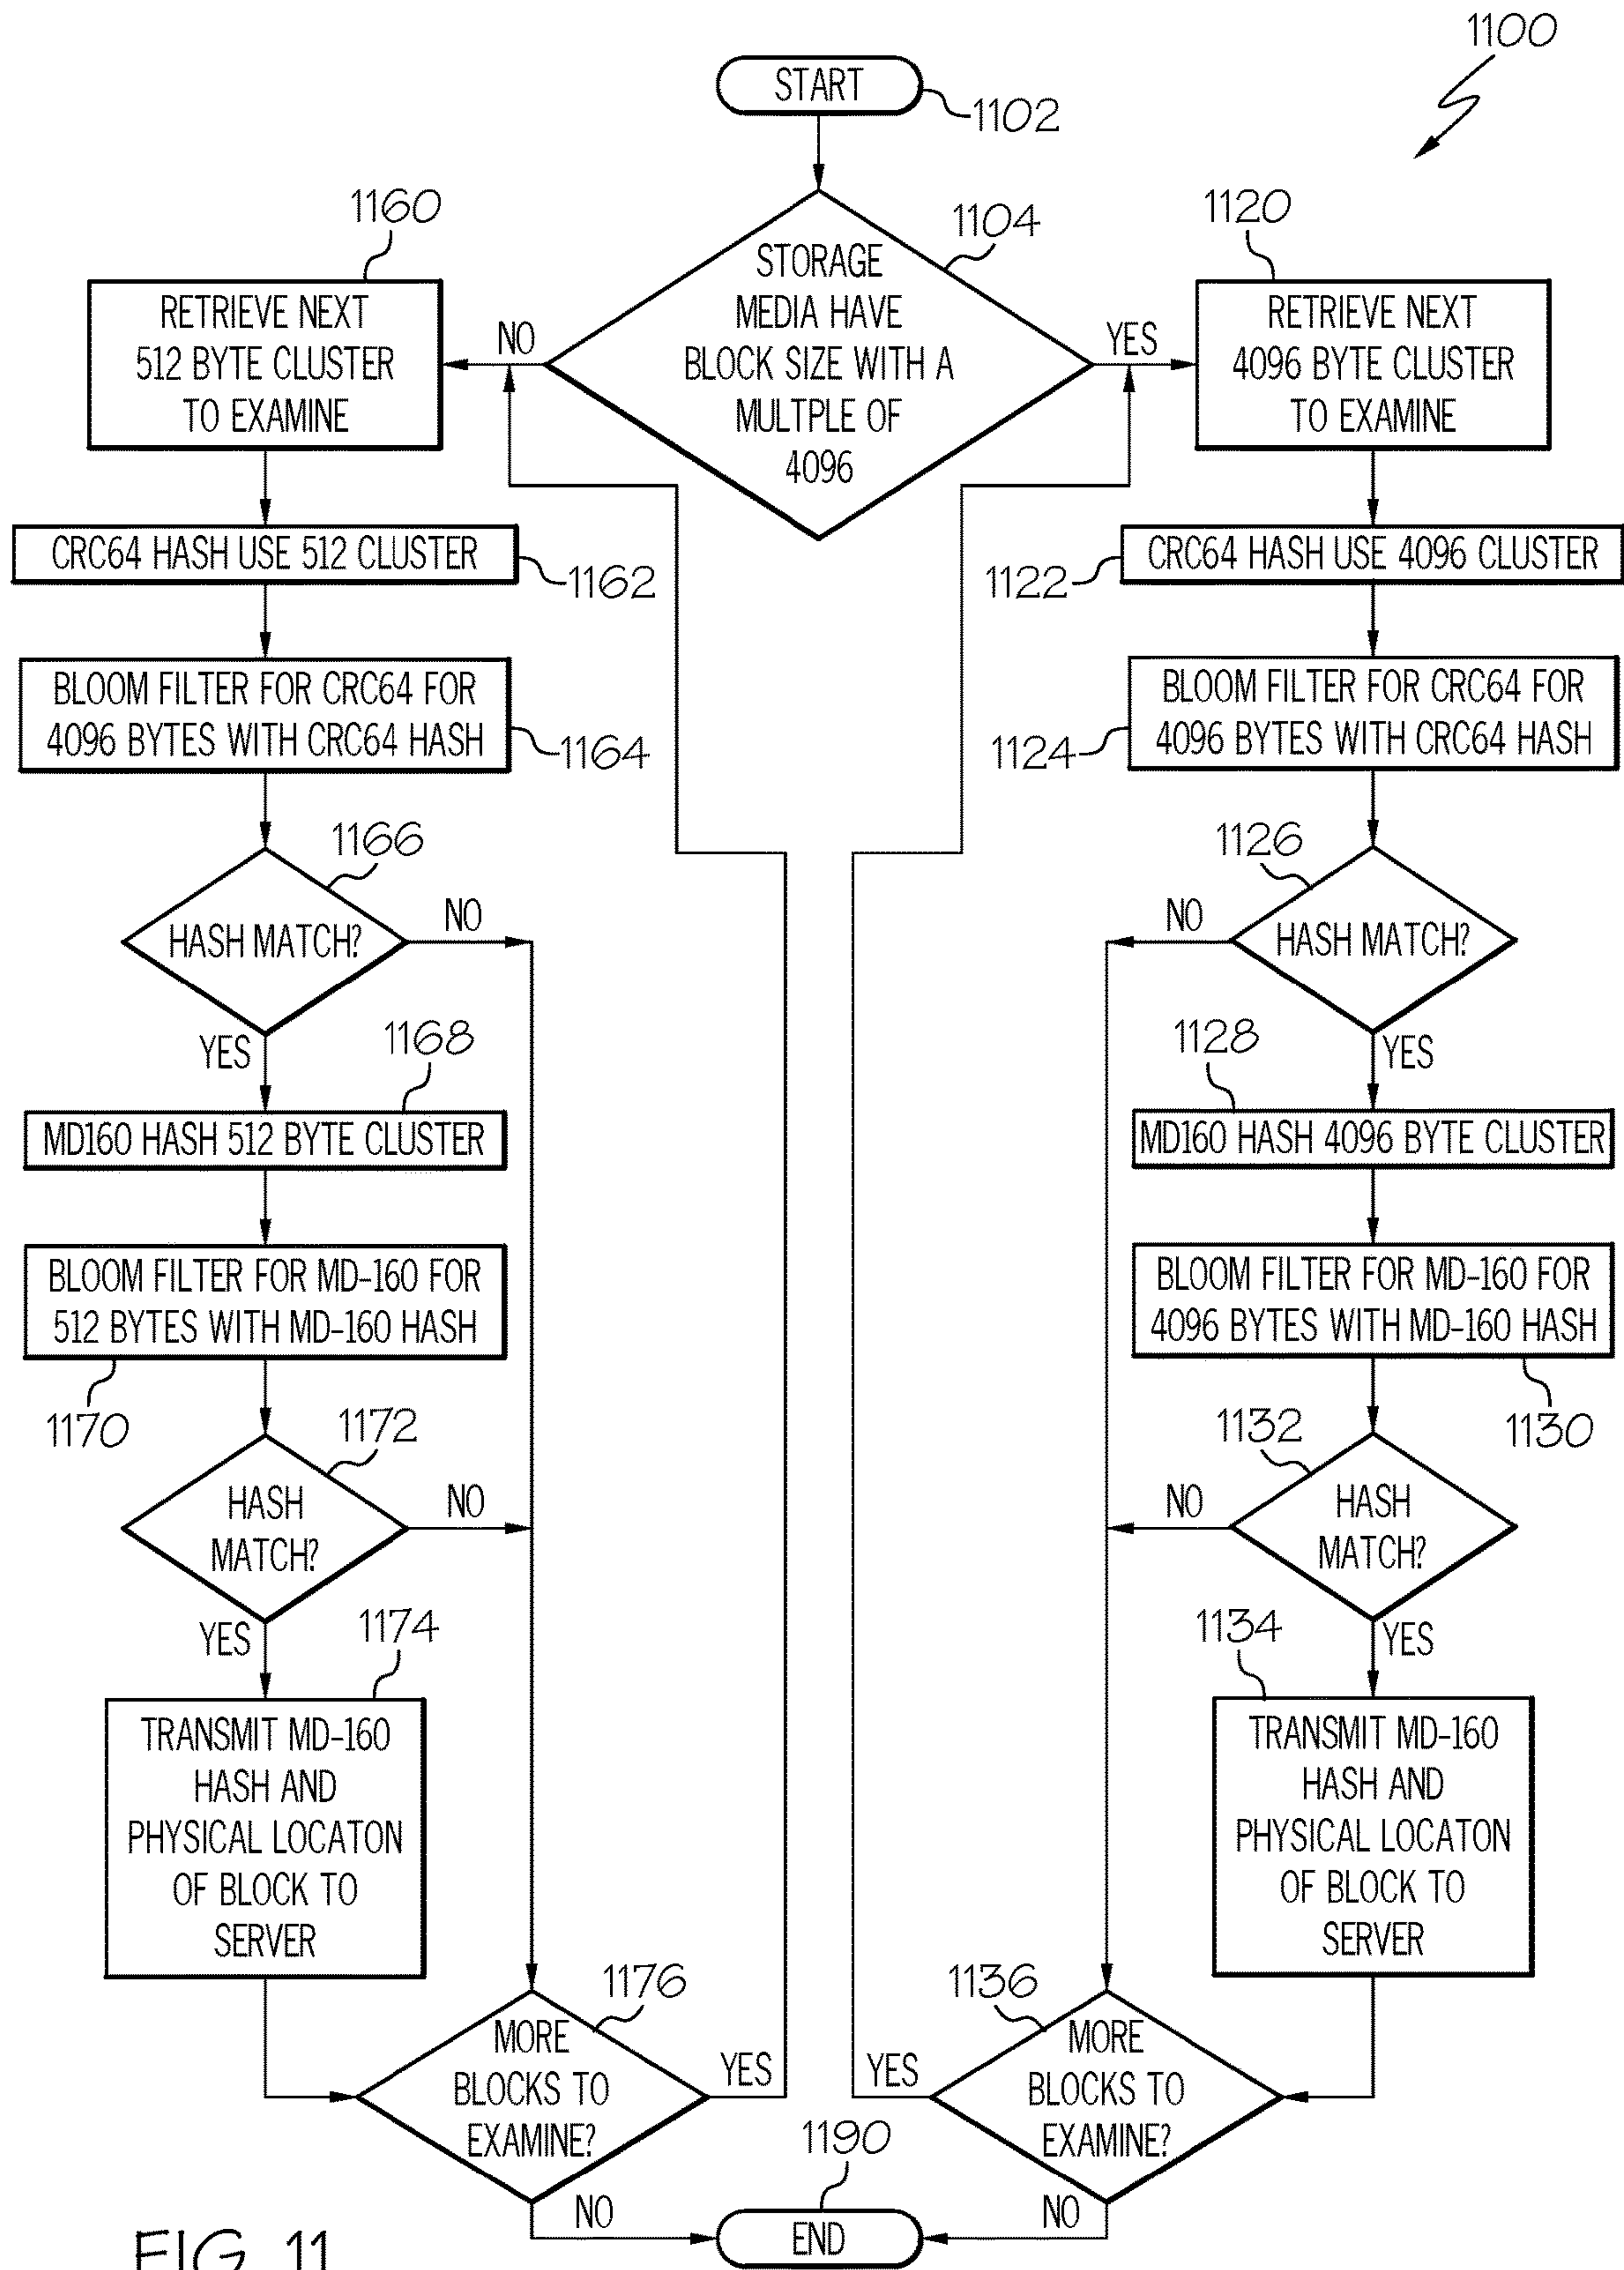 1100
START
1102
1104
STORAGE
MEDIA HAVE
BLOCK SIZE WITH A
MULTPLE OF
4096
NO
YES
1160
RETRIEVE NEXT
512 BYTE CLUSTER
TO EXAMINE
CRC64 HASH USE 512 CLUSTER
1162
BLOOM FILTER FOR CRC64 FOR
4096 BYTES WITH CRC64 HASH
1164
1166
HASH MATCH?
NO
YES
1168
MD160 HASH 512 BYTE CLUSTER
BLOOM FILTER FOR MD-160 FOR
512 BYTES WITH MD-160 HASH
1170
1172
HASH
MATCH?
NO
YES
1174
TRANSMIT MD-160
HASH AND
PHYSICAL LOCATON
OF BLOCK TO
SERVER
1176
MORE
BLOCKS TO
EXAMINE?
YES
NO
1120
RETRIEVE NEXT
4096 BYTE CLUSTER
TO EXAMINE
CRC64 HASH USE 4096 CLUSTER
1122
BLOOM FILTER FOR CRC64 FOR
4096 BYTES WITH CRC64 HASH
1124
1126
HASH MATCH?
NO
YES
1128
MD160 HASH 4096 BYTE CLUSTER
BLOOM FILTER FOR MD-160 FOR
4096 BYTES WITH MD-160 HASH
1130
1132
HASH
MATCH?
NO
YES
1134
TRANSMIT MD-160
HASH AND
PHYSICAL LOCATON
OF BLOCK TO
SERVER
1136
MORE
BLOCKS TO
EXAMINE?
YES
NO
1190
END
FIG. 11